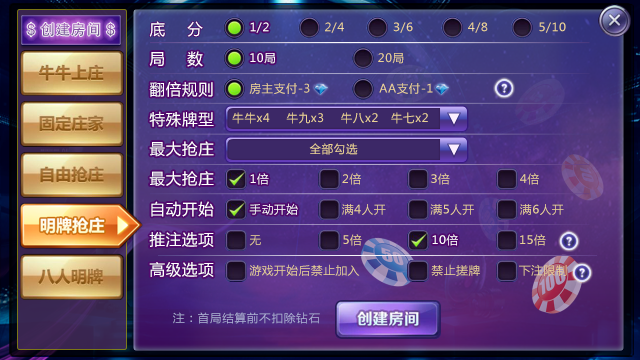 $创建房间$
牛牛上庄
固定庄家
自由抢庄
明牌抢庄
八人明牌
底 分 1/2 2/4 3/6 4/8 5/10
局 数 10局 20局
翻倍规则 房主支付-3 AA支付-1 ?
特殊牌型 牛牛x4 牛九x3 牛八x2 牛七x2
最大抢庄 全部勾选
最大抢庄 1倍 2倍 3倍 4倍
自动开始 手动开始 满4人开 满5人开 满6人开
推注选项 无 5倍 10倍 15倍 ?
高级选项 游戏开始后禁止加入 禁止搓牌 下注限制 ?
注：首局结算前不扣除钻石
创建房间
50
100